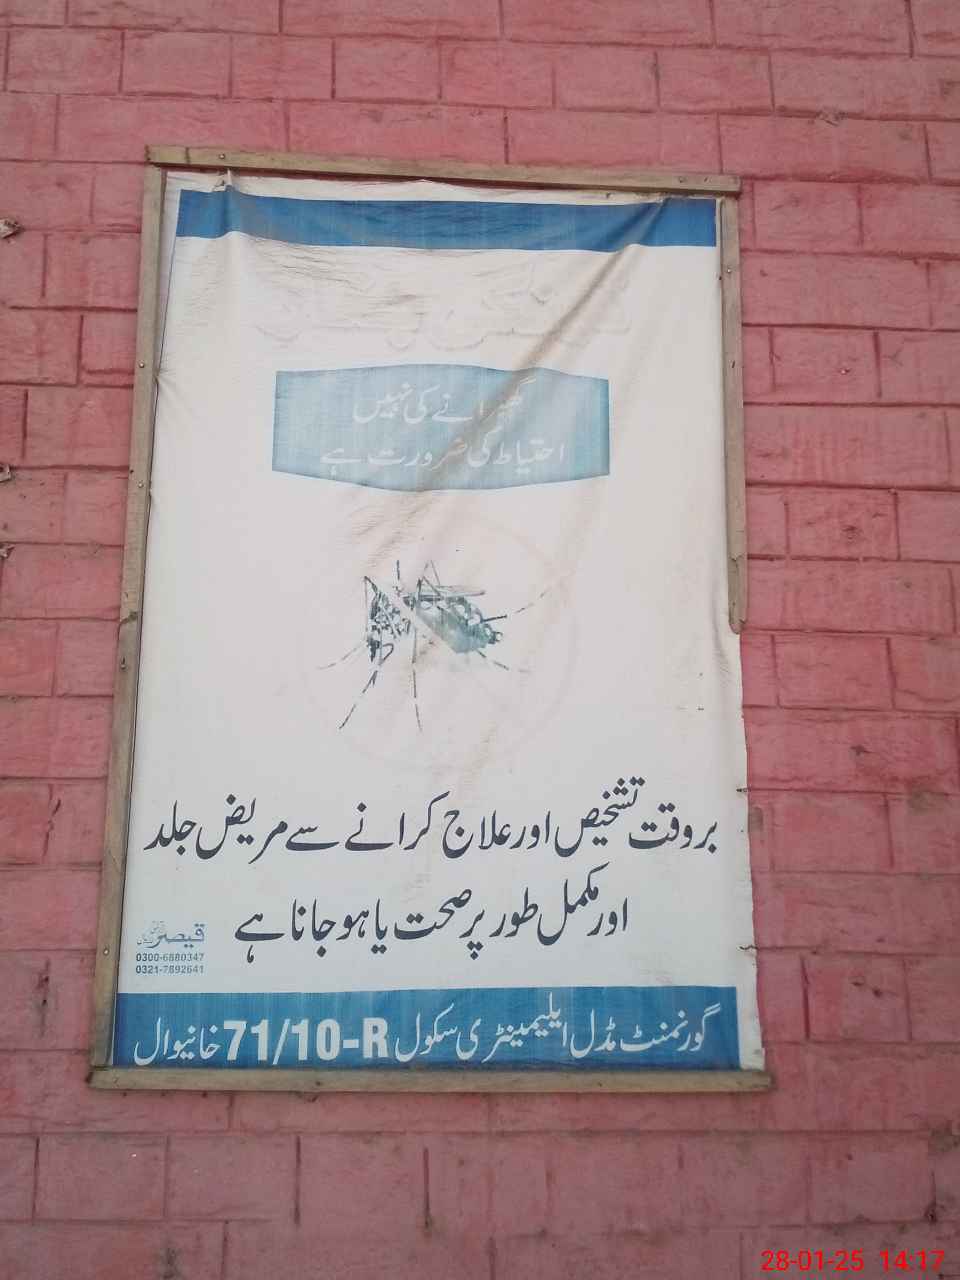 گھبرانے کی نہیں
احتیاط کی ضرورت ہے
بروقت تشخیص اور علاج کرانے سے مریض جلد
اور مکمل طور پر صحت یاب ہو جاتا ہے
قیصر
0300-6880347
0321-7892641
گورنمنٹ مڈل ایلیمینٹری سکول 71/10-R خانیوال
28-01-25 14:17